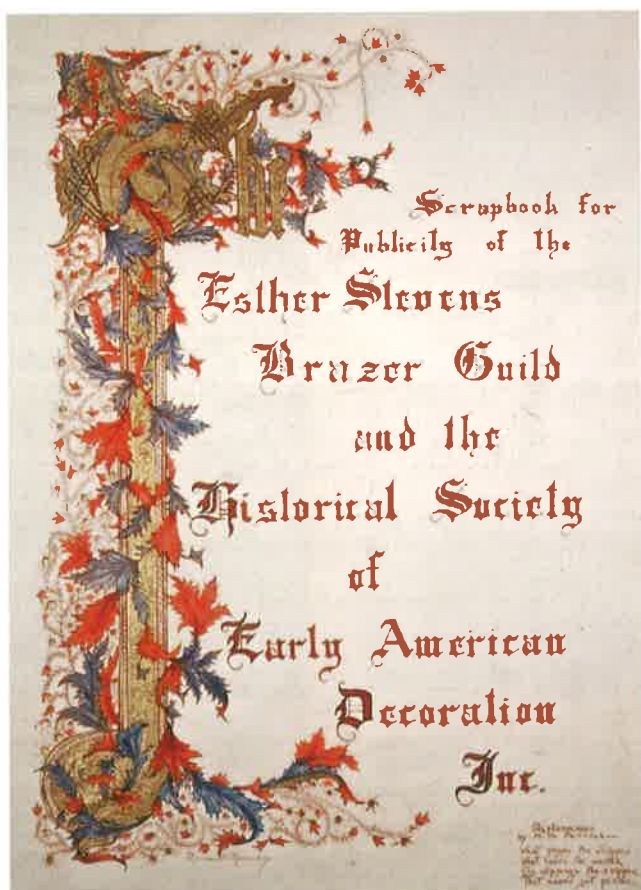 Scrapbook for
Publicity of the
Esther Stevens
Brazer Guild
and the
Historical Society
of
Early American
Decoration
Inc.